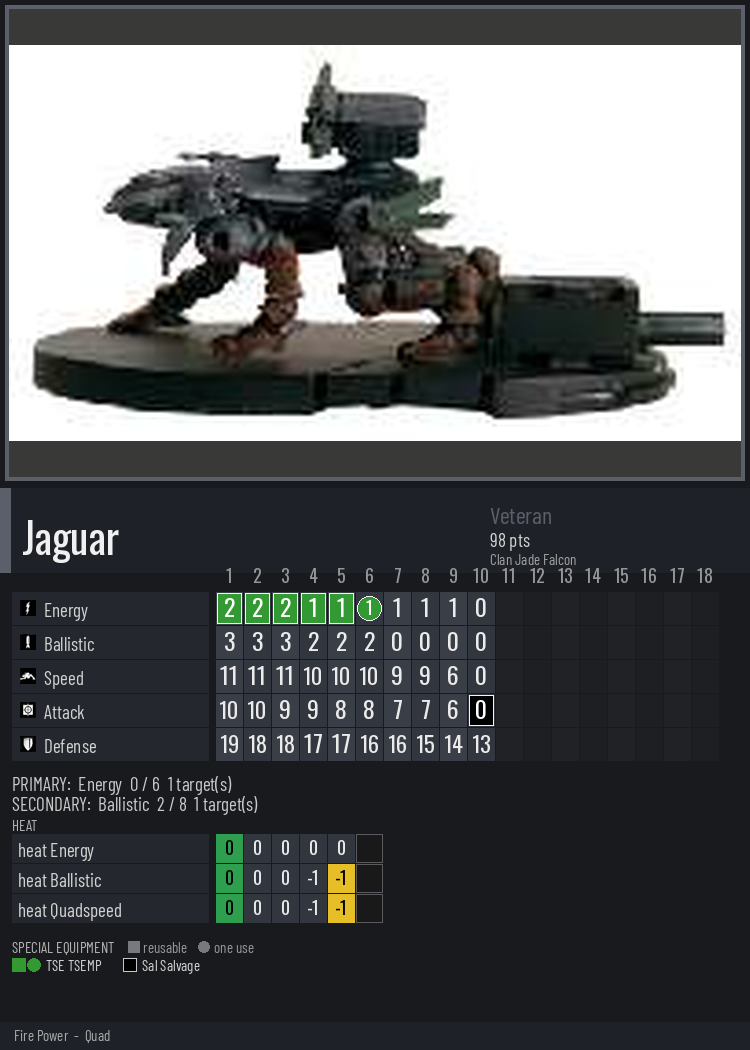 Jaguar
Veteran
98 pts
Clan Jade Falcon
1 2 3 4 5 6 7 8 9 10 11 12 13 14 15 16 17 18
Energy 2 2 2 1 1 1 1 1 1 0
Ballistic 3 3 3 2 2 2 0 0 0 0
Speed 11 11 11 10 10 10 9 9 6 0
Attack 10 10 9 9 8 8 7 7 6 0
Defense 19 18 18 17 17 16 16 15 14 13
PRIMARY: Energy 0 / 6 1 target(s)
SECONDARY: Ballistic 2 / 8 1 target(s)
HEAT
heat Energy 0 0 0 0 0
heat Ballistic 0 0 0 -1 -1
heat Quadspeed 0 0 0 -1 -1
SPECIAL EQUIPMENT reusable one use
TSE TSEMP Sal Salvage
Fire Power - Quad